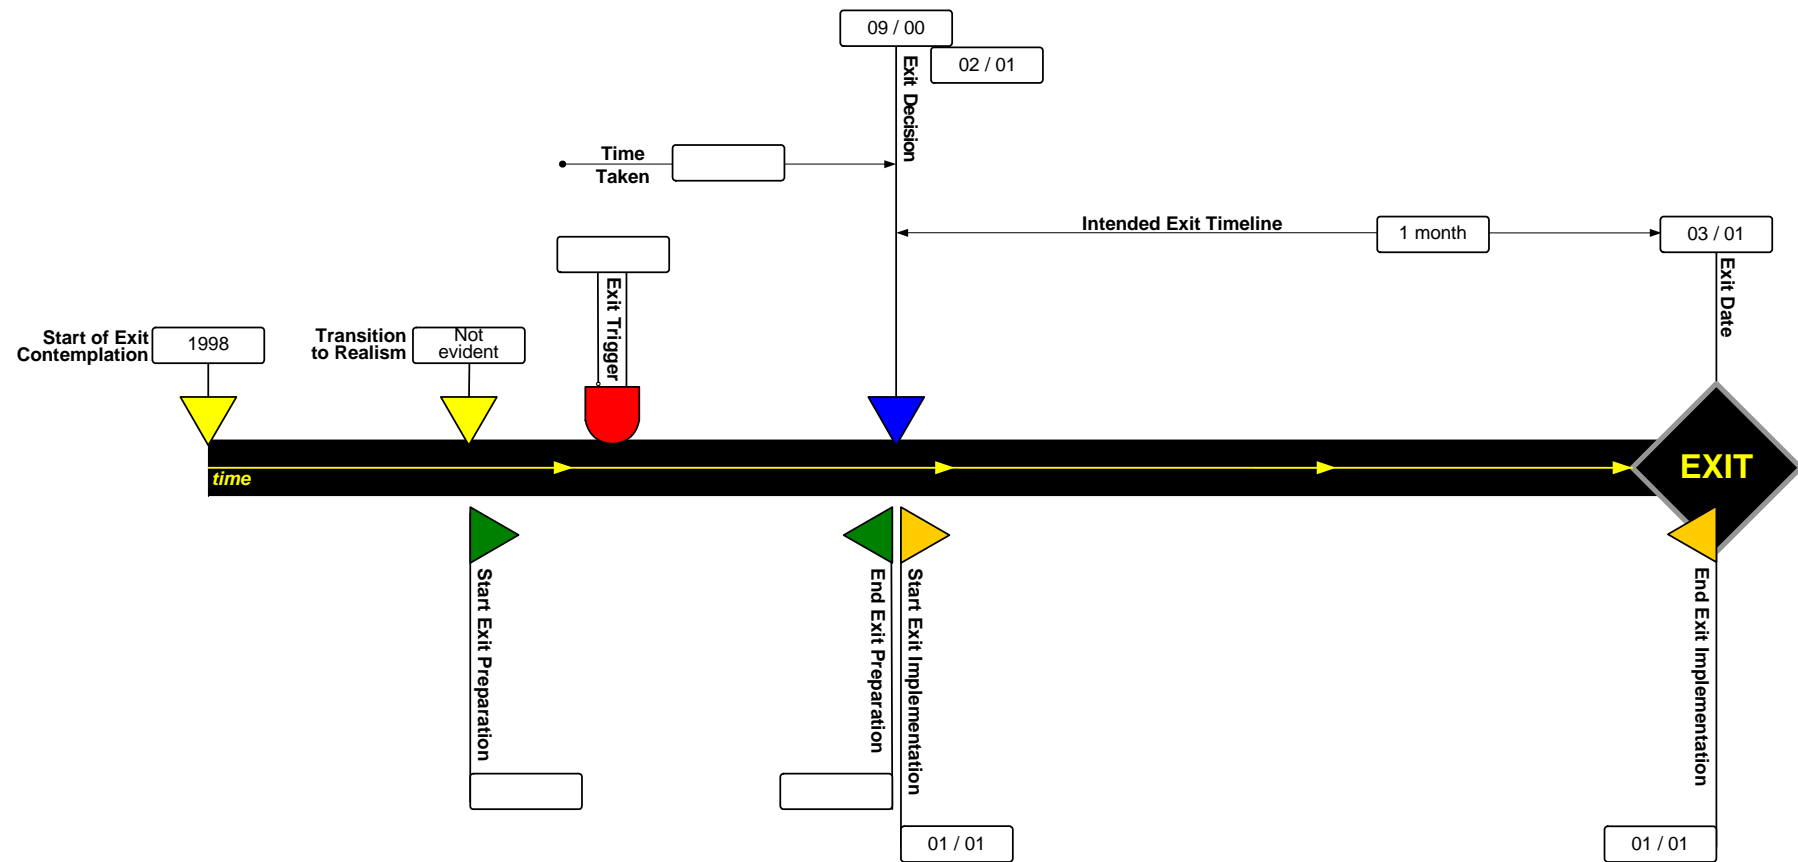 09 / 00
02 / 01
Exit Decision
Time
Taken
Intended Exit Timeline
1 month
03 / 01
Exit Date
Exit Trigger
Start of Exit
Contemplation
1998
Transition
to Realism
Not
evident
time
EXIT
Start Exit Preparation
End Exit Preparation
Start Exit Implementation
End Exit Implementation
01 / 01
01 / 01